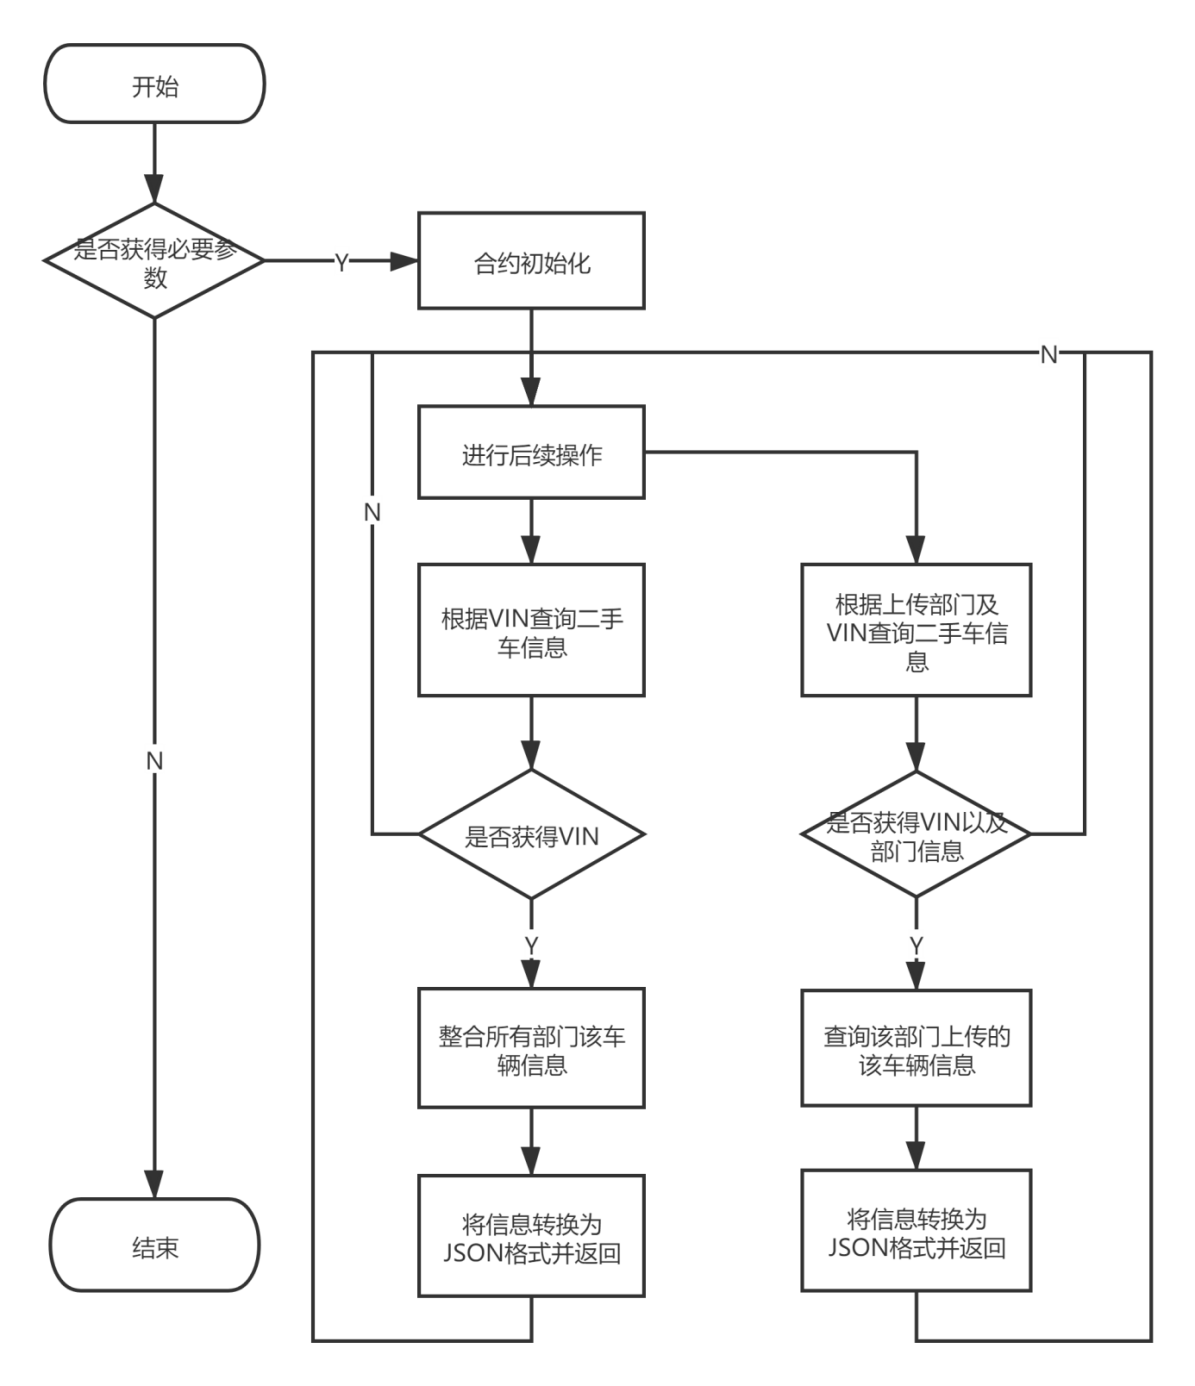 开始
是否获得必要参
数
Y
合约初始化
N
进行后续操作
N
根据VIN查询二手
车信息
根据上传部门及
VIN查询二手车信
息
N
是否获得VIN
是否获得VIN以及
部门信息
Y
Y
整合所有部门该车
辆信息
查询该部门上传的
该车辆信息
将信息转换为
JSON格式并返回
将信息转换为
JSON格式并返回
结束